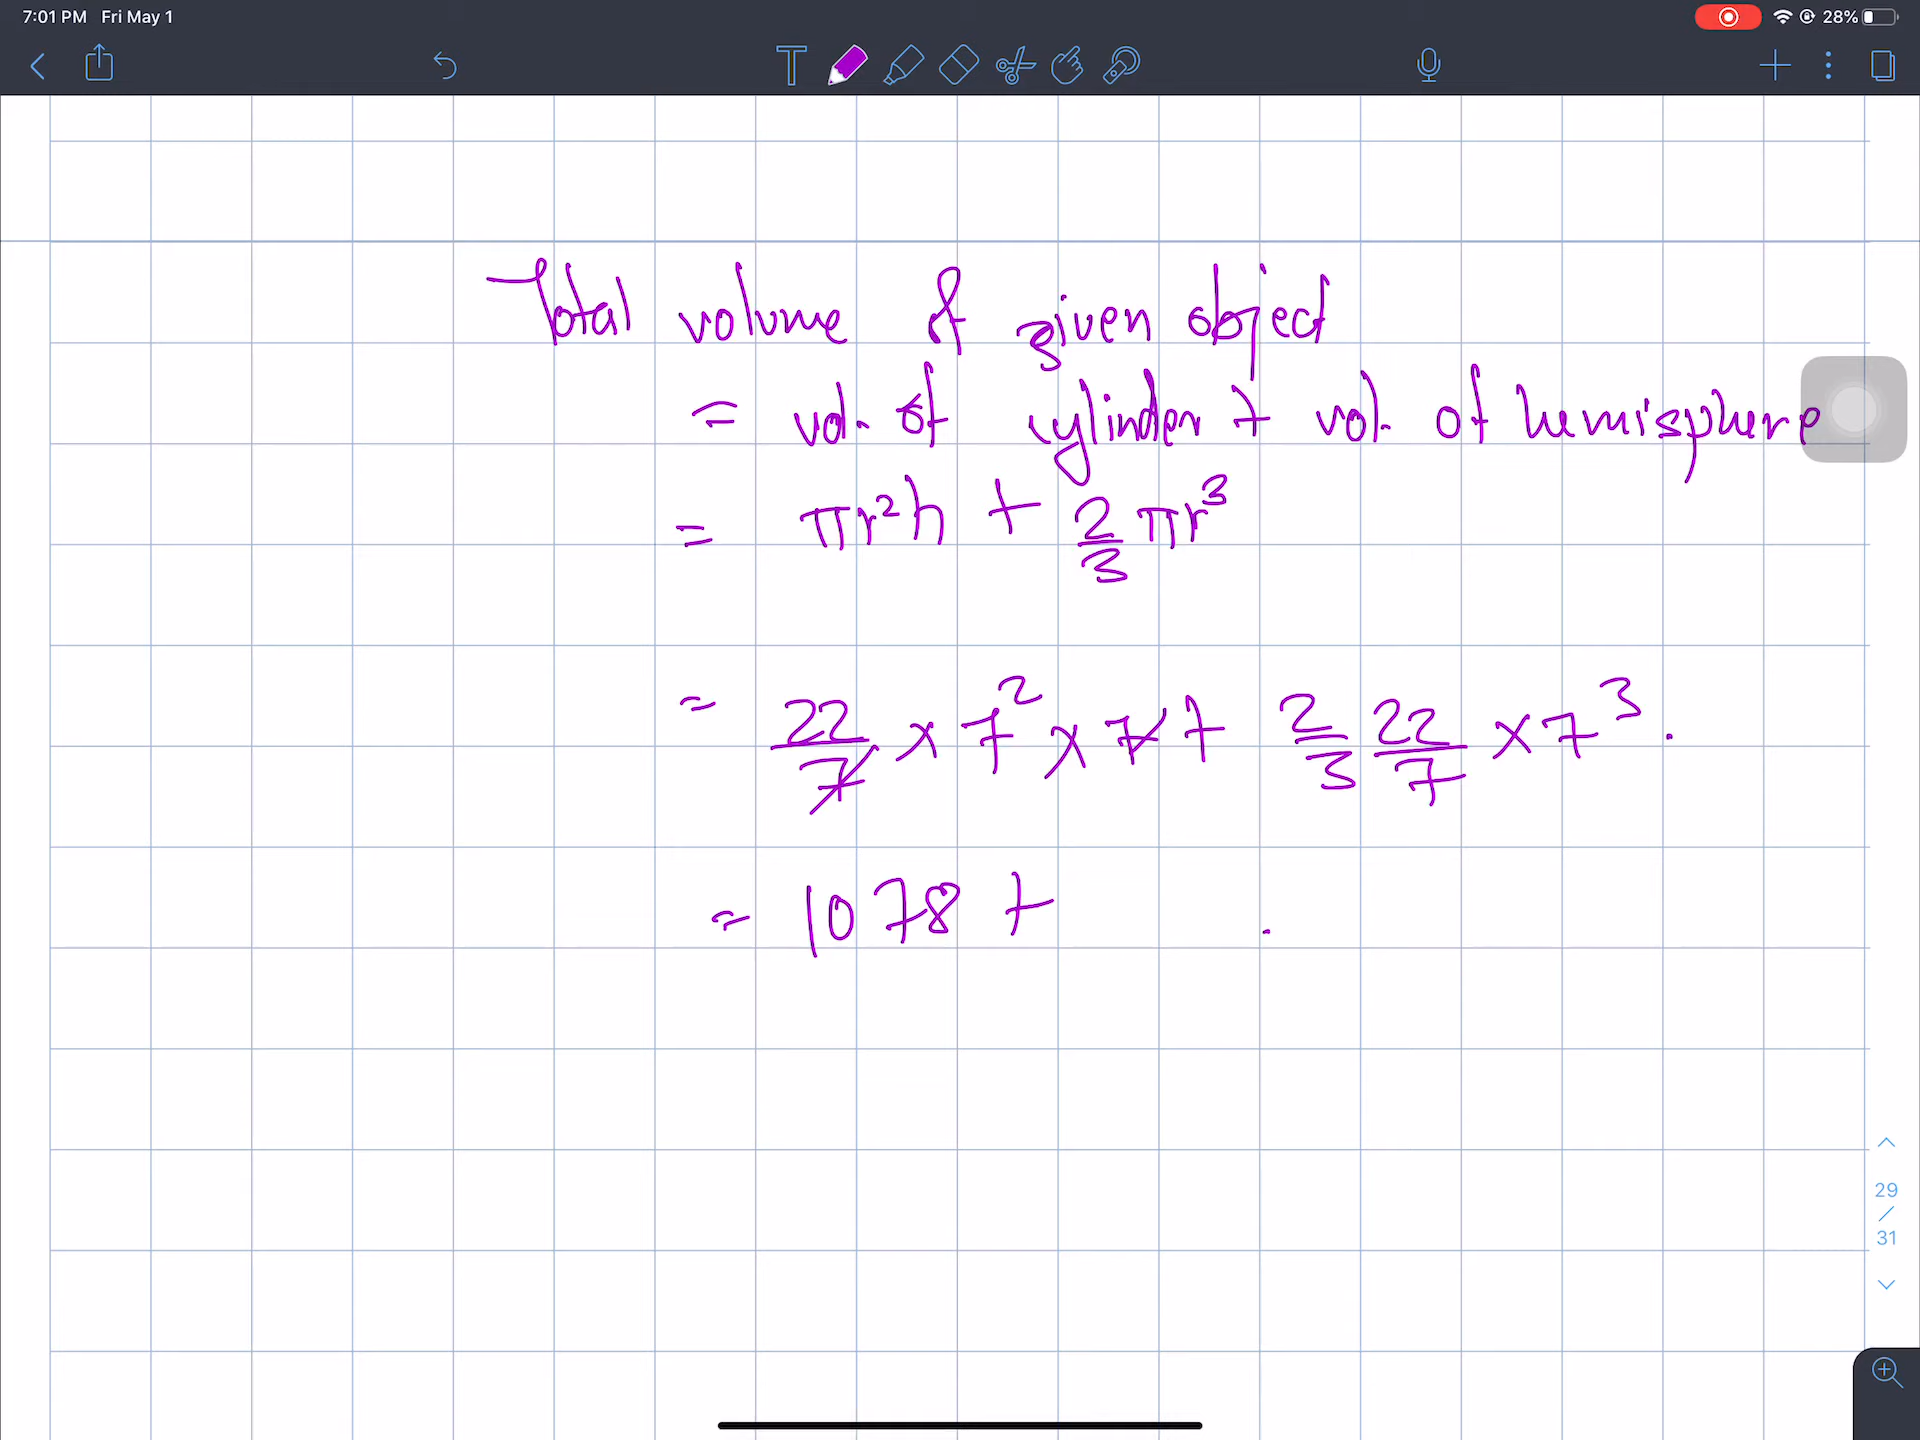 7:01 PM Fri May 1 28%
Total volume of given object
= vol. of cylinder + vol. of hemisphere
= πr²h + 2/3 πr³
= 22/7 × 7² × 7 + 2/3 22/7 × 7³ .
= 1078 + .
29
/
31